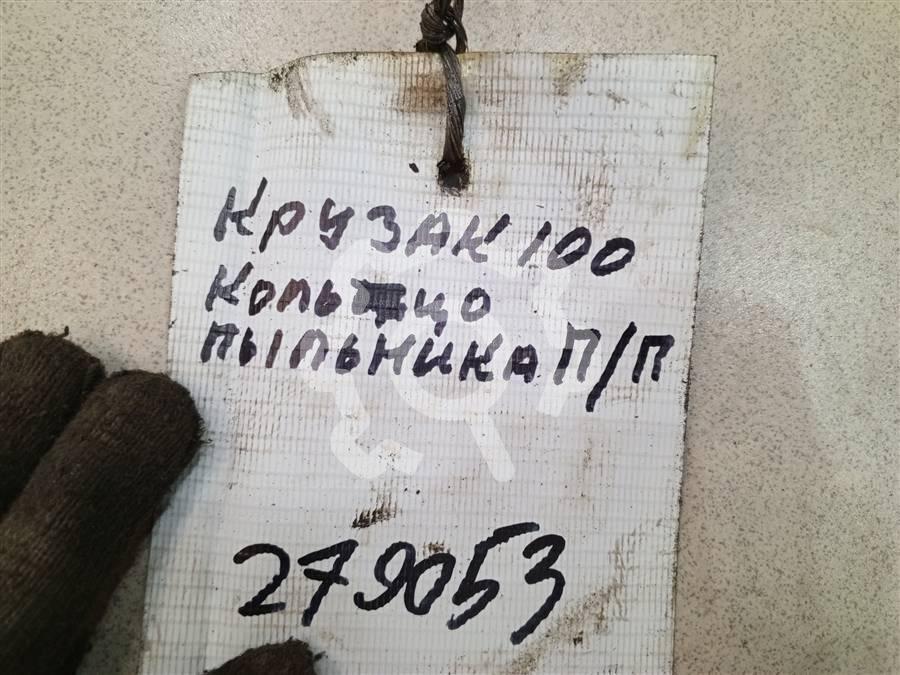 КРУЗАК 100
Кольцо
пыльника П/П
279053